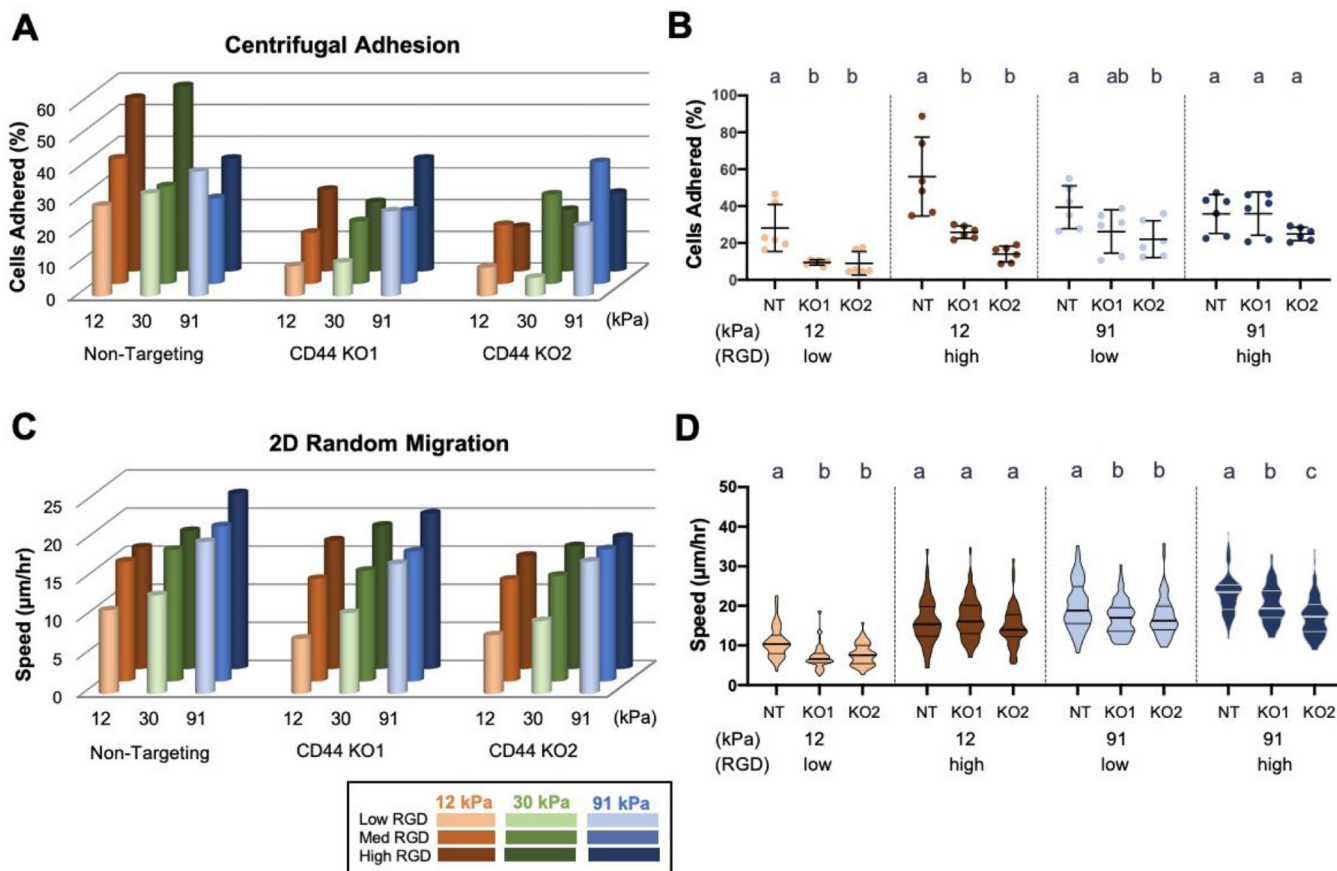 A
Centrifugal Adhesion
Cells Adhered (%)
60
50
40
30
20
10
0
12 30 91 12 30 91 12 30 91 (kPa)
Non-Targeting CD44 KO1 CD44 KO2
B
a b b a b b a ab b a a a
Cells Adhered (%)
100
80
60
40
20
0
NT KO1 KO2 NT KO1 KO2 NT KO1 KO2 NT KO1 KO2
(kPa) 12 12 91 91
(RGD) low high low high
C
2D Random Migration
Speed (µm/hr)
25
20
15
10
5
0
12 30 91 12 30 91 12 30 91 (kPa)
Non-Targeting CD44 KO1 CD44 KO2
D
a b b a a a a b b a b c
Speed (µm/hr)
50
40
30
20
10
0
NT KO1 KO2 NT KO1 KO2 NT KO1 KO2 NT KO1 KO2
(kPa) 12 12 91 91
(RGD) low high low high
12 kPa 30 kPa 91 kPa
Low RGD
Med RGD
High RGD